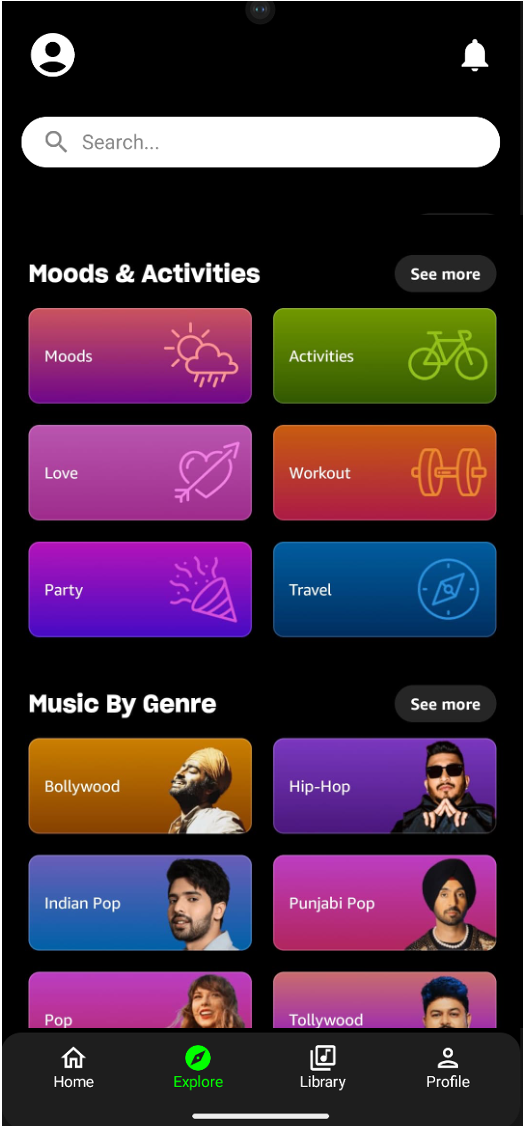 Search...
Moods & Activities
See more
Moods
Activities
Love
Workout
Party
Travel
Music By Genre
See more
Bollywood
Hip-Hop
Indian Pop
Punjabi Pop
Pop
Tollywood
Home
Explore
Library
Profile